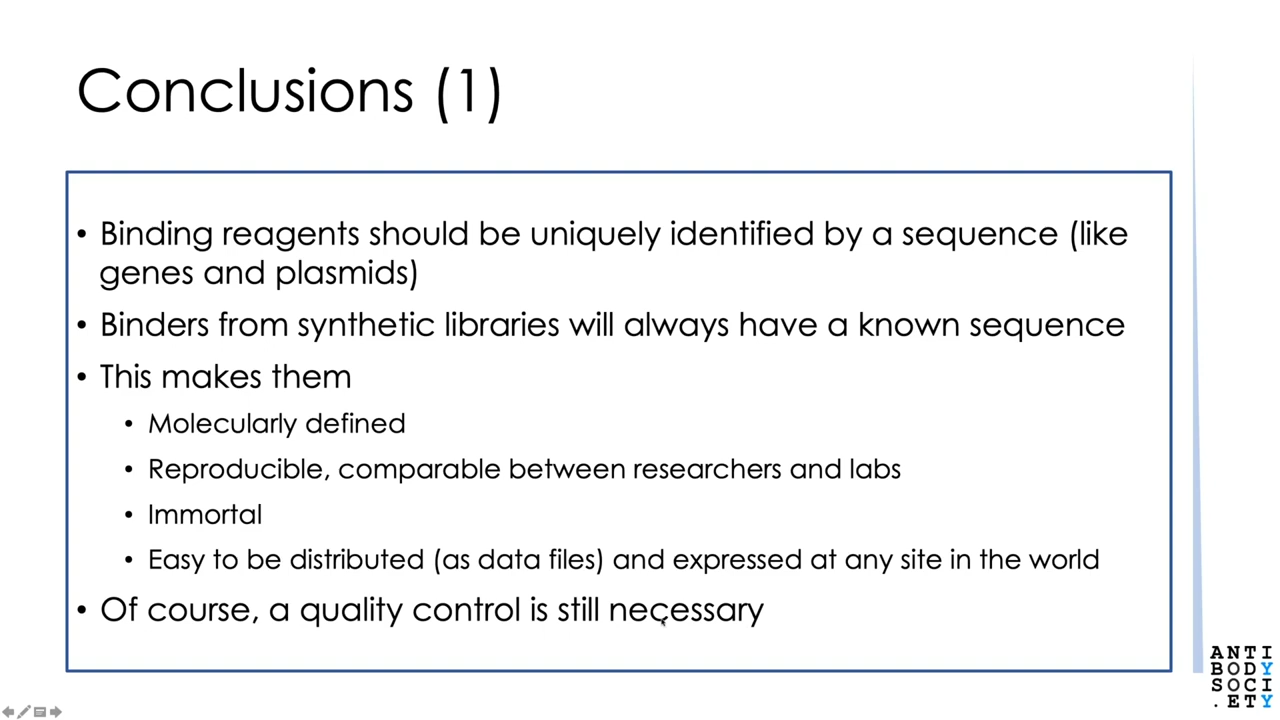 Conclusions (1)
• Binding reagents should be uniquely identified by a sequence (like
genes and plasmids)
• Binders from synthetic libraries will always have a known sequence
• This makes them
• Molecularly defined
• Reproducible, comparable between researchers and labs
• Immortal
• Easy to be distributed (as data files) and expressed at any site in the world
• Of course, a quality control is still necessary
ANTI
BODY
SOCI
.ETY